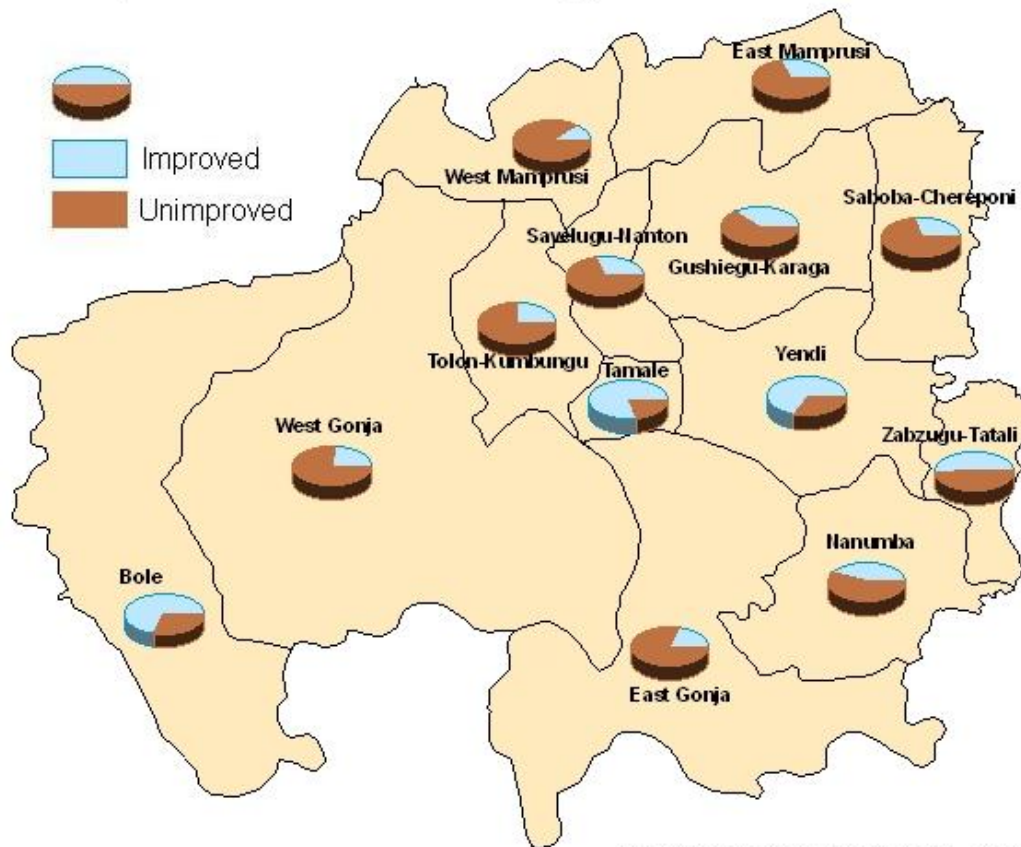 East Mamprusi
Improved
West Mamprusi
Unimproved
Saboba-Chereponi
Savelugu-Nanton
Gushiegu-Karaga
Tolon-Kumbungu
Yendi
Tamale
West Gonja
Zabzugu-Tatali
Nanumba
Bole
East Gonja